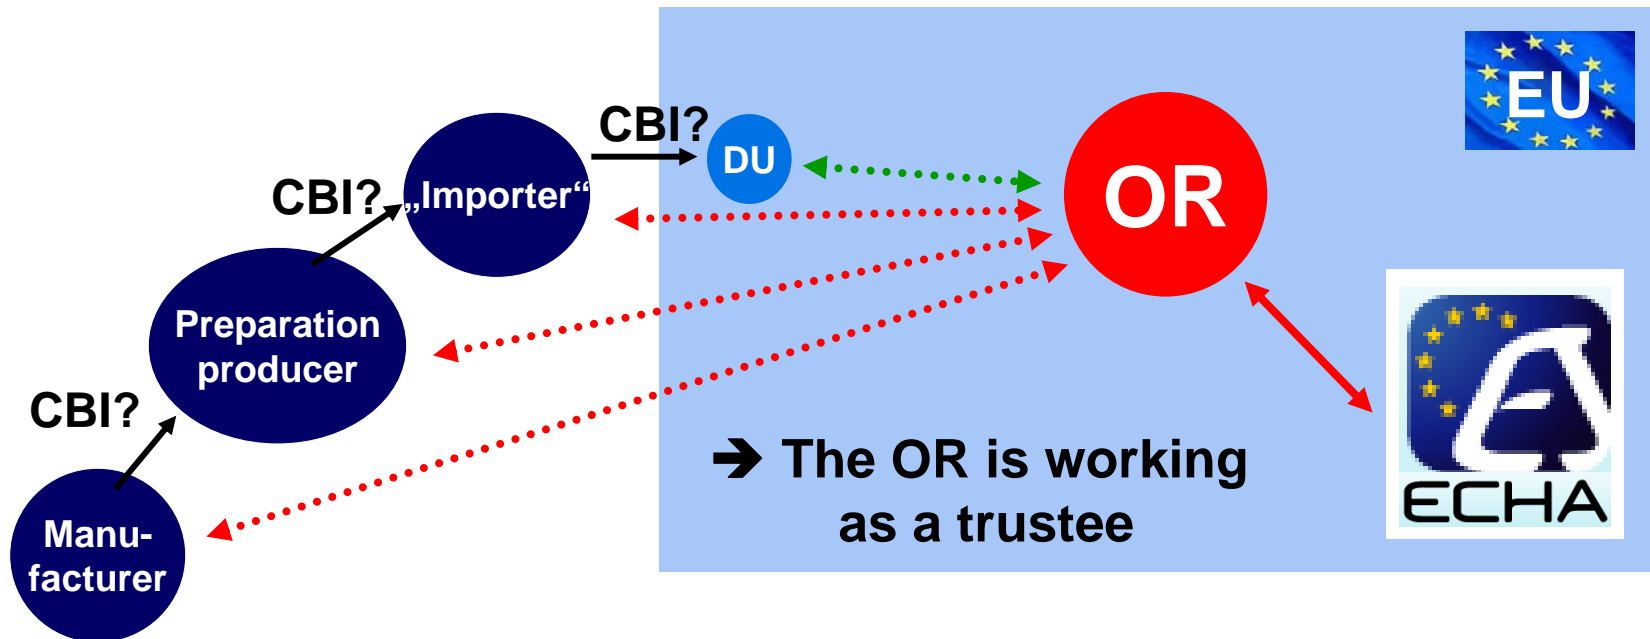 EU
CBI?
DU
„Importer“
CBI?
OR
Preparation
producer
CBI?
➔ The OR is working
as a trustee
ECHA
Manu-
facturer